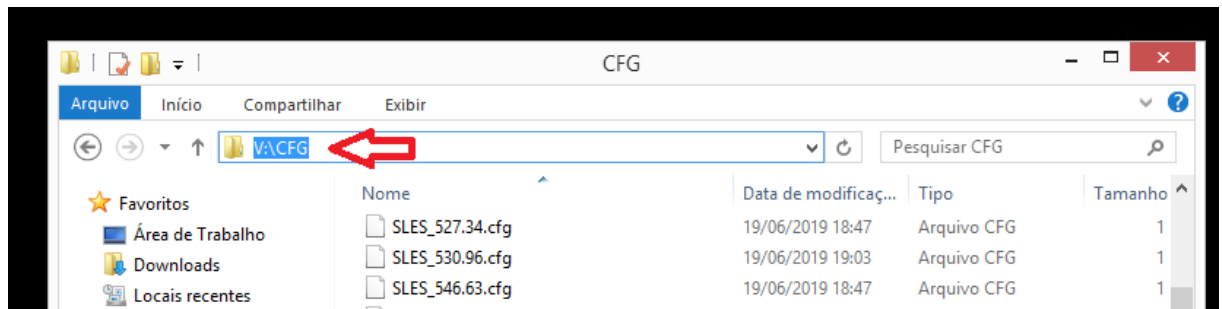 CFG
Arquivo Início Compartilhar Exibir
V:\CFG Pesquisar CFG
Favoritos Nome Data de modificaç... Tipo Tamanho
Área de Trabalho SLES_527.34.cfg 19/06/2019 18:47 Arquivo CFG 1
Downloads SLES_530.96.cfg 19/06/2019 19:03 Arquivo CFG 1
Locais recentes SLES_546.63.cfg 19/06/2019 18:47 Arquivo CFG 1